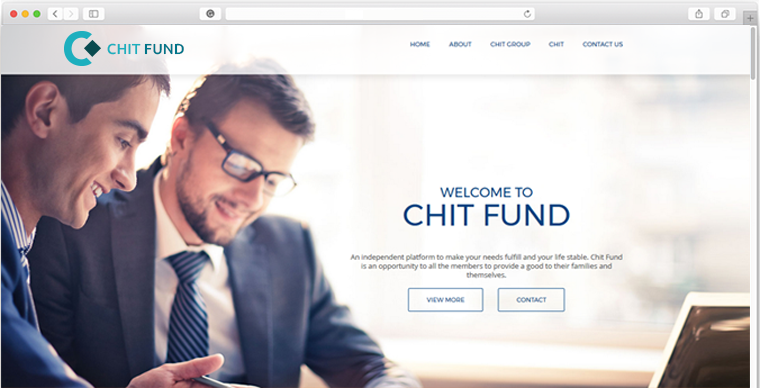 CHIT FUND
HOME ABOUT CHIT GROUP CHIT CONTACT US
WELCOME TO
CHIT FUND
An independent platform to make your needs fulfill and your life stable. Chit Fund
is an opportunity to all the members to provide a good to their families and
themselves.
VIEW MORE CONTACT